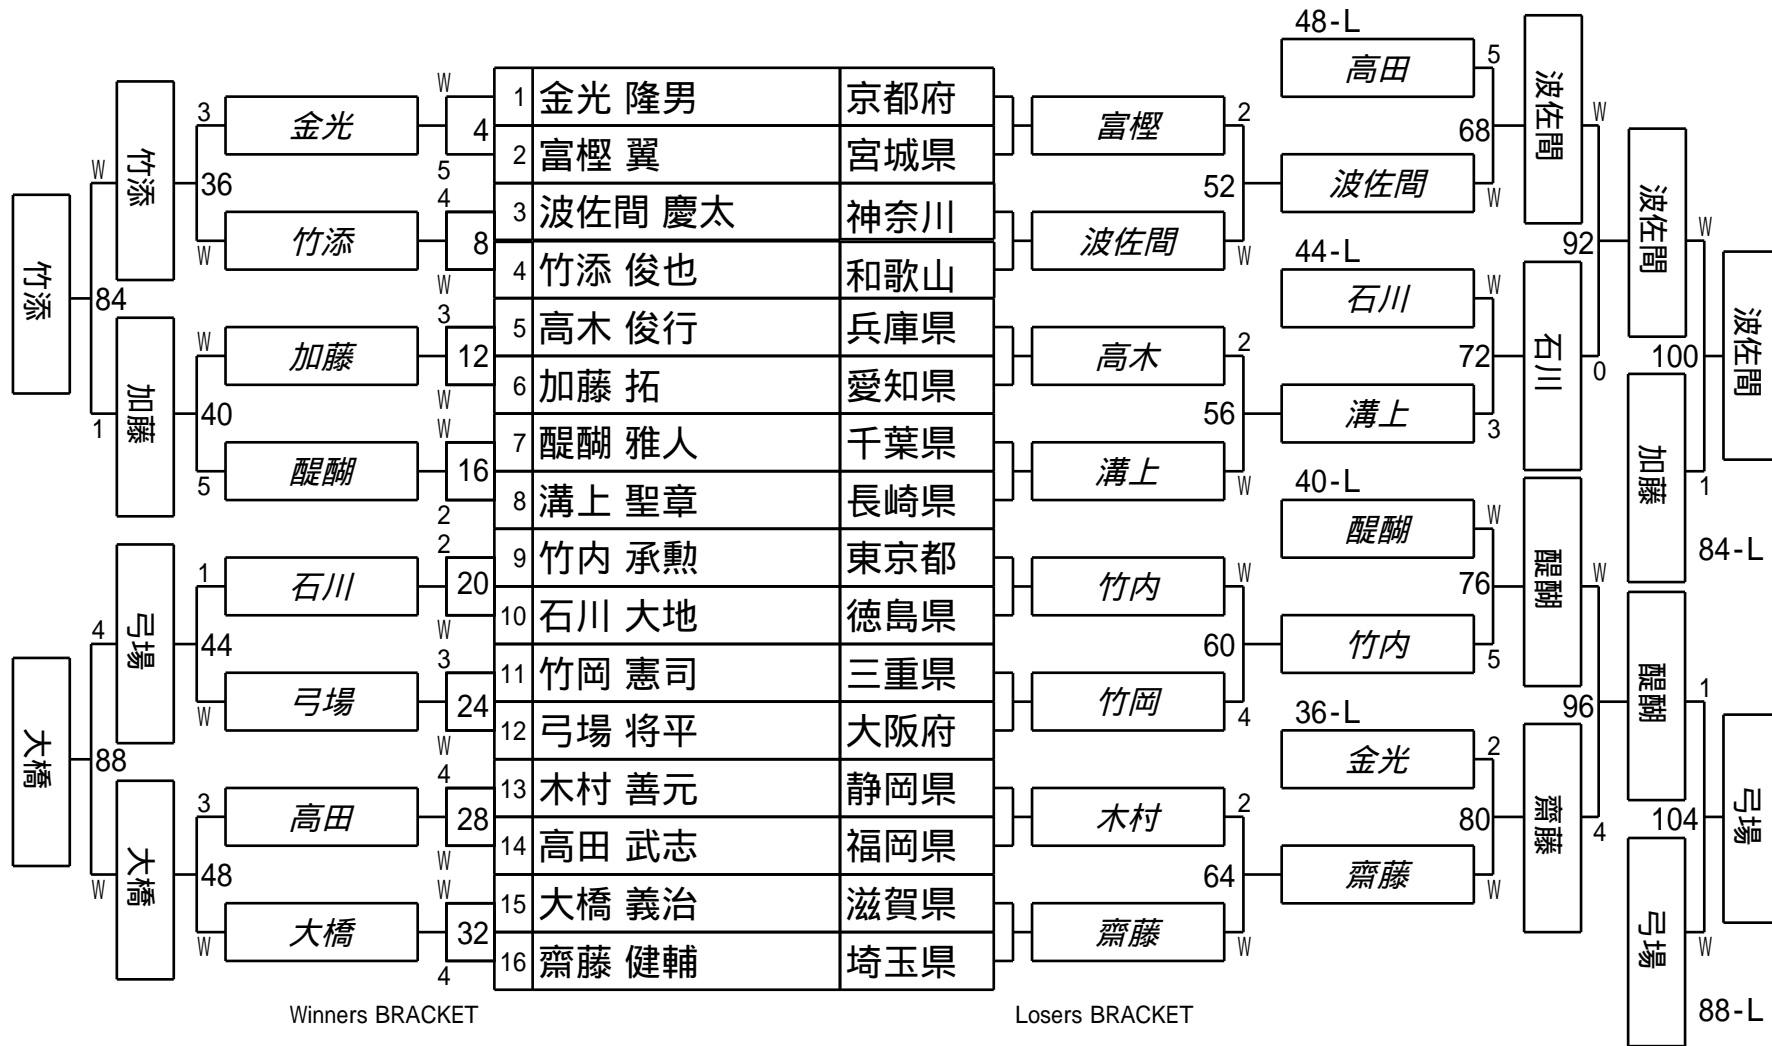 48-L
高田
5
68
波佐間
W
波佐間
W
44-L
石川
W
72
溝上
3
石川
0
92
波佐間
W
100
波佐間
加藤
1
84-L
40-L
醍醐
W
76
竹内
5
醍醐
W
36-L
金光
2
80
齋藤
W
齋藤
4
96
醍醐
1
104
弓場
弓場
W
88-L
1 金光 隆男 京都府
2 富樫 翼 宮城県
3 波佐間 慶太 神奈川
4 竹添 俊也 和歌山
5 高木 俊行 兵庫県
6 加藤 拓 愛知県
7 醍醐 雅人 千葉県
8 溝上 聖章 長崎県
9 竹内 承勲 東京都
10 石川 大地 徳島県
11 竹岡 憲司 三重県
12 弓場 将平 大阪府
13 木村 善元 静岡県
14 高田 武志 福岡県
15 大橋 義治 滋賀県
16 齋藤 健輔 埼玉県
富樫
2
52
波佐間
W
高木
2
56
溝上
W
竹内
W
60
竹岡
4
木村
2
64
齋藤
W
W
4
5
4
8
W
3
12
W
W
16
2
2
20
W
3
24
W
4
28
W
W
32
4
3
金光
36
竹添
W
W
加藤
40
醍醐
5
1
石川
44
弓場
W
3
高田
48
大橋
W
W
竹添
84
加藤
1
竹添
4
弓場
88
大橋
W
大橋
Winners BRACKET
Losers BRACKET